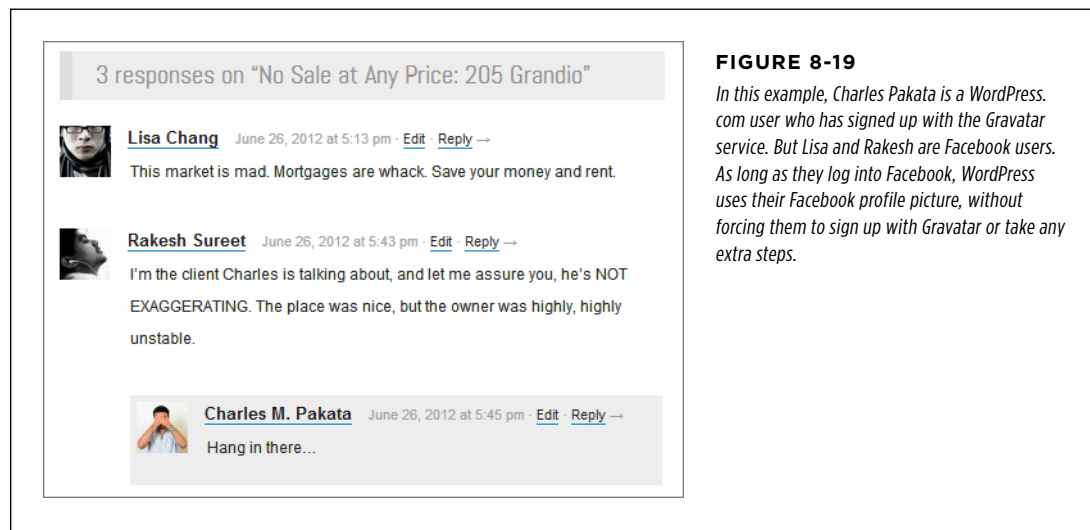 3 responses on “No Sale at Any Price: 205 Grandio”
Lisa Chang June 26, 2012 at 5:13 pm · Edit · Reply →
This market is mad. Mortgages are whack. Save your money and rent.
Rakesh Sureet June 26, 2012 at 5:43 pm · Edit · Reply →
I’m the client Charles is talking about, and let me assure you, he’s NOT
EXAGGERATING. The place was nice, but the owner was highly, highly
unstable.
Charles M. Pakata June 26, 2012 at 5:45 pm · Edit · Reply →
Hang in there…
FIGURE 8-19
In this example, Charles Pakata is a WordPress.
com user who has signed up with the Gravatar
service. But Lisa and Rakesh are Facebook users.
As long as they log into Facebook, WordPress
uses their Facebook profile picture, without
forcing them to sign up with Gravatar or take any
extra steps.